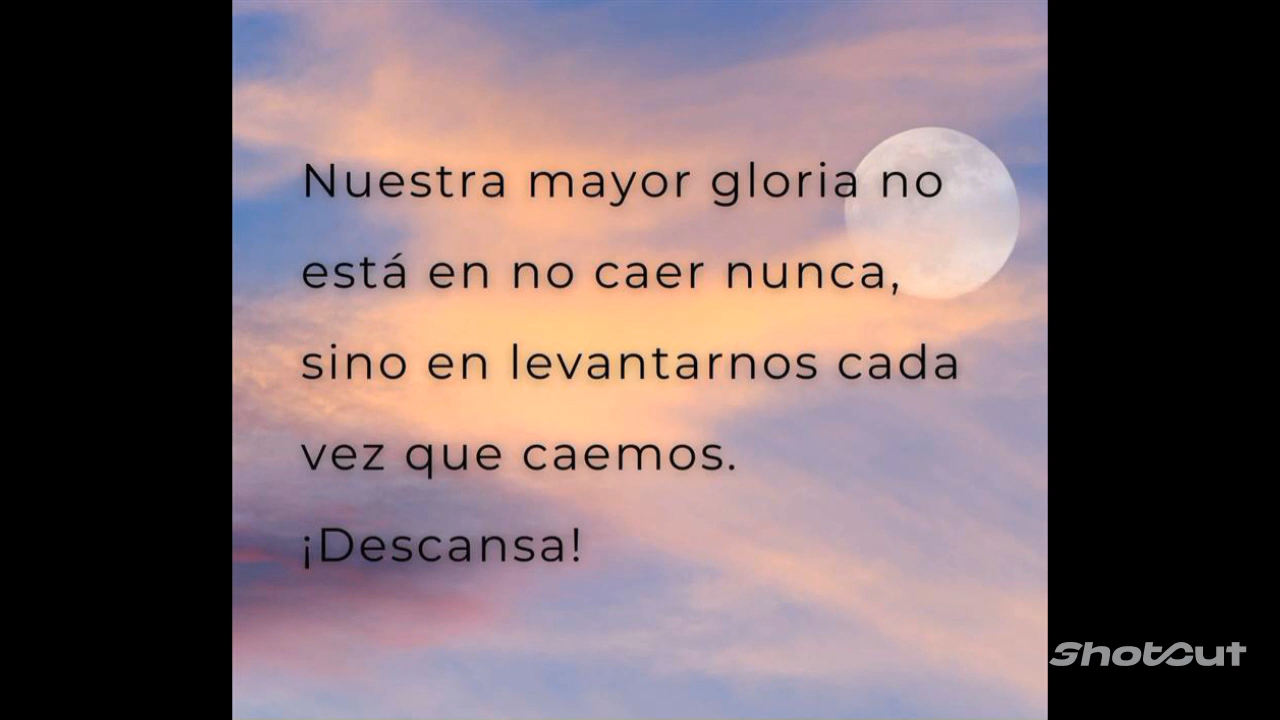 Nuestra mayor gloria no
está en no caer nunca,
sino en levantarnos cada
vez que caemos.
¡Descansa!
Shotcut